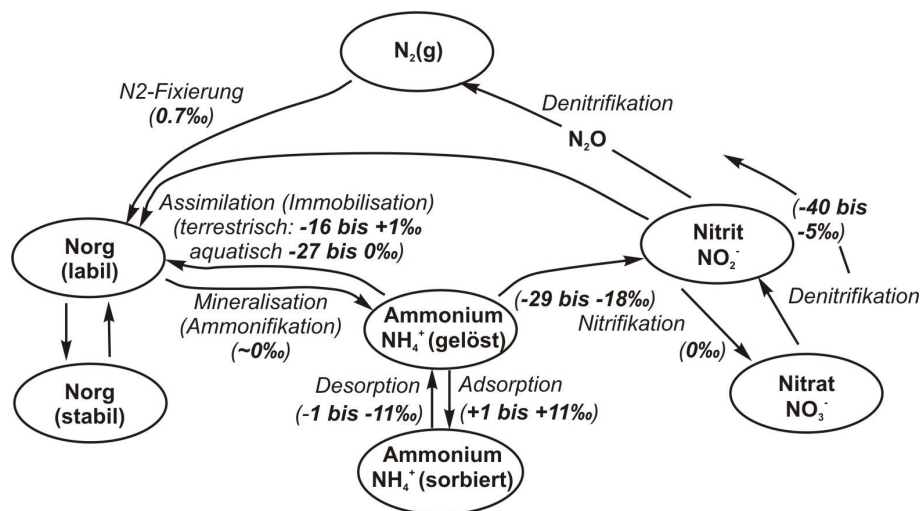 N₂(g)
N2-Fixierung
(0.7‰)
Denitrifikation
N₂O
Assimilation (Immobilisation)
(terrestrisch: -16 bis +1‰
aquatisch -27 bis 0‰)
Norg
(labil)
Nitrit
NO₂⁻
(-40 bis
-5‰)
Denitrifikation
Mineralisation
(Ammonifikation)
(~0‰)
Ammonium
NH₄⁺ (gelöst)
(-29 bis -18‰)
Nitrifikation
(0‰)
Norg
(stabil)
Nitrat
NO₃⁻
Desorption
(-1 bis -11‰)
Adsorption
(+1 bis +11‰)
Ammonium
NH₄⁺ (sorbiert)